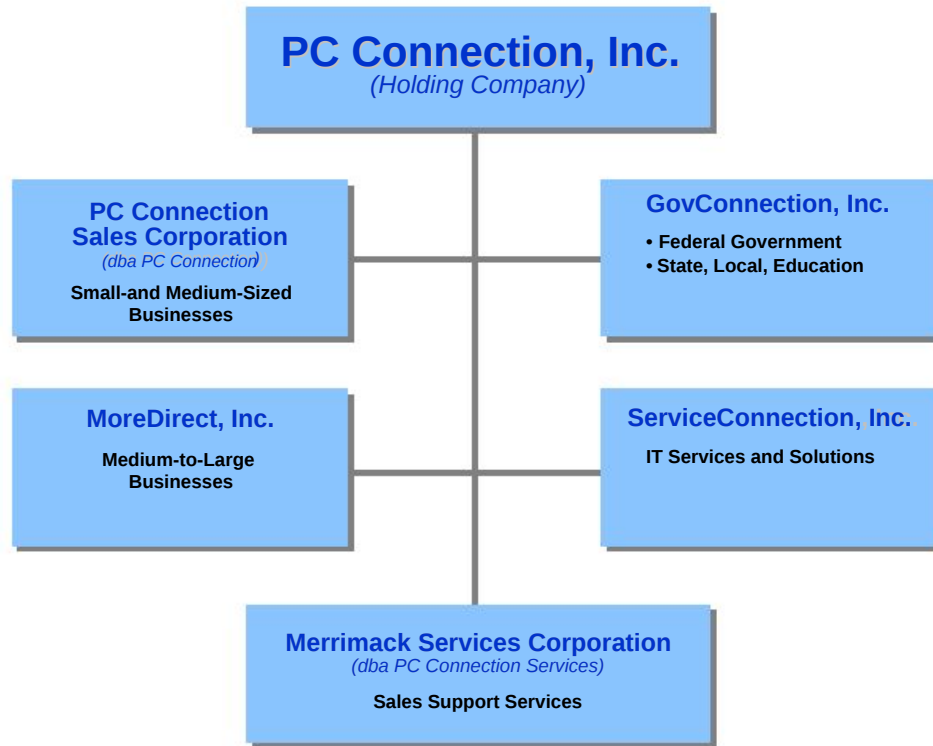 PC Connection, Inc.
(Holding Company)
PC Connection
Sales Corporation
(dba PC Connection)
Small-and Medium-Sized
Businesses
GovConnection, Inc.
• Federal Government
• State, Local, Education
MoreDirect, Inc.
Medium-to-Large
Businesses
ServiceConnection, Inc.
IT Services and Solutions
Merrimack Services Corporation
(dba PC Connection Services)
Sales Support Services